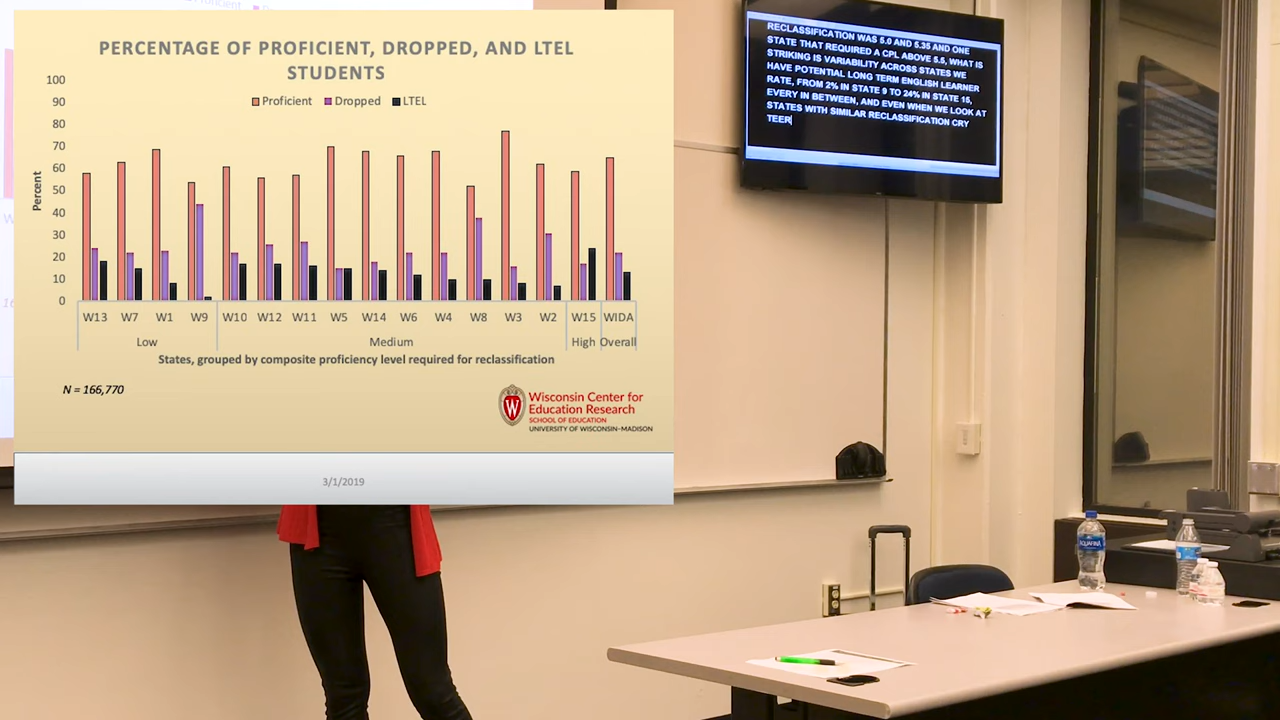 PERCENTAGE OF PROFICIENT, DROPPED, AND LTEL
STUDENTS
Proficient Dropped LTEL
100
90
80
70
60
50
40
30
20
10
0
Percent
W13 W7 W1 W9 W10 W12 W11 W5 W14 W6 W4 W8 W3 W2 W15 WIDA
Low Medium High Overall
States, grouped by composite proficiency level required for reclassification
N = 166,770
W
Wisconsin Center for
Education Research
SCHOOL OF EDUCATION
UNIVERSITY OF WISCONSIN–MADISON
3/1/2019
RECLASSIFICATION WAS 5.0 AND 5.35 AND ONE
STATE THAT REQUIRED A CPL ABOVE 5.5, WHAT IS
STRIKING IS VARIABILITY ACROSS STATES WE
HAVE POTENTIAL LONG TERM ENGLISH LEARNER
RATE, FROM 2% IN STATE 9 TO 24% IN STATE 15,
EVERY IN BETWEEN, AND EVEN WHEN WE LOOK AT
STATES WITH SIMILAR RECLASSIFICATION CRY
TEER
AQUAFINA